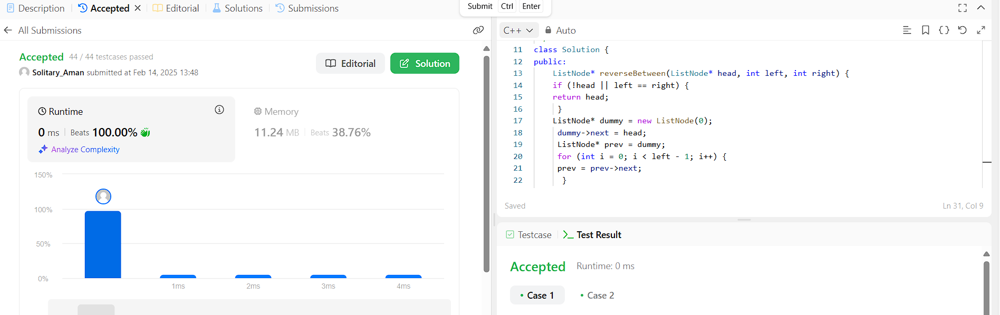 Description
Accepted
Editorial
Solutions
Submissions
Submit Ctrl Enter
All Submissions
Accepted 44 / 44 testcases passed
Solitary_Aman submitted at Feb 14, 2025 13:48
Editorial
Solution
Runtime
0 ms Beats 100.00%
Analyze Complexity
Memory
11.24 MB Beats 38.76%
150%
100%
50%
0%
1ms 2ms 3ms 4ms
C++ Auto
11 class Solution {
12 public:
13 ListNode* reverseBetween(ListNode* head, int left, int right) {
14 if (!head || left == right) {
15 return head;
16 }
17 ListNode* dummy = new ListNode(0);
18 dummy->next = head;
19 ListNode* prev = dummy;
20 for (int i = 0; i < left - 1; i++) {
21 prev = prev->next;
22 }
Saved Ln 31, Col 9
Testcase
Test Result
Accepted Runtime: 0 ms
• Case 1 • Case 2